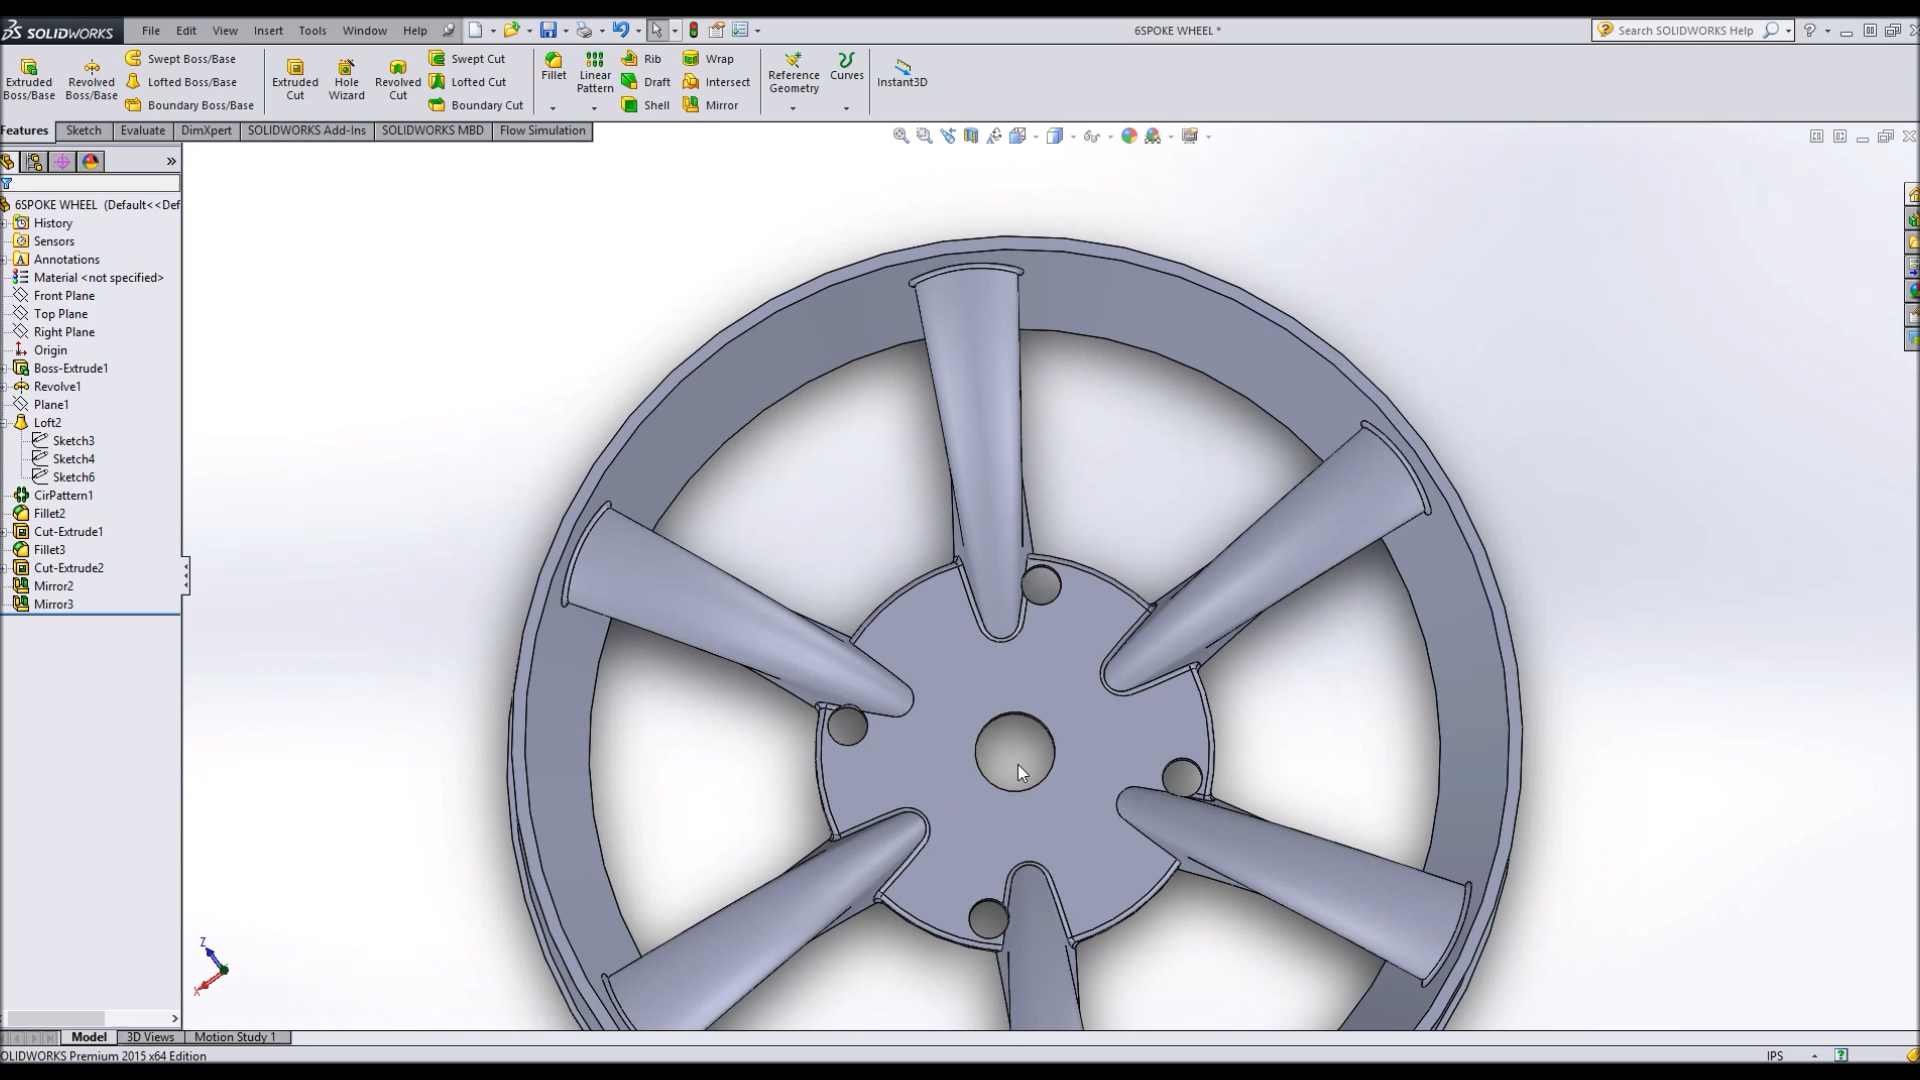 SOLIDWORKS File Edit View Insert Tools Window Help 6SPOKE WHEEL * Search SOLIDWORKS Help
Extruded Boss/Base
Revolved Boss/Base
Swept Boss/Base
Lofted Boss/Base
Boundary Boss/Base
Extruded Cut
Hole Wizard
Revolved Cut
Swept Cut
Lofted Cut
Boundary Cut
Fillet
Linear Pattern
Rib
Draft
Shell
Wrap
Intersect
Mirror
Reference Geometry
Curves
Instant3D
Features Sketch Evaluate DimXpert SOLIDWORKS Add-Ins SOLIDWORKS MBD Flow Simulation
6SPOKE WHEEL (Default<<Def
History
Sensors
Annotations
Material <not specified>
Front Plane
Top Plane
Right Plane
Origin
Boss-Extrude1
Revolve1
Plane1
Loft2
Sketch3
Sketch4
Sketch6
CirPattern1
Fillet2
Cut-Extrude1
Fillet3
Cut-Extrude2
Mirror2
Mirror3
Z
X
Model 3D Views Motion Study 1
OLIDWORKS Premium 2015 x64 Edition IPS